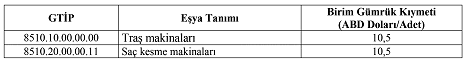 GTİP Eşya Tanımı Birim Gümrük Kıymeti
(ABD Doları/Adet)
8510.10.00.00.00 Traş makinaları 10,5
8510.20.00.00.11 Saç kesme makinaları 10,5